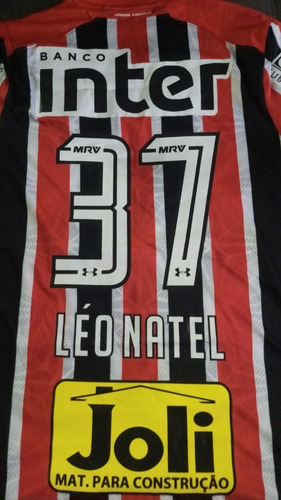 BANCO
inter
MRV MRV
37
LÉO NATEL
Joli
MAT. PARA CONSTRUÇÃO